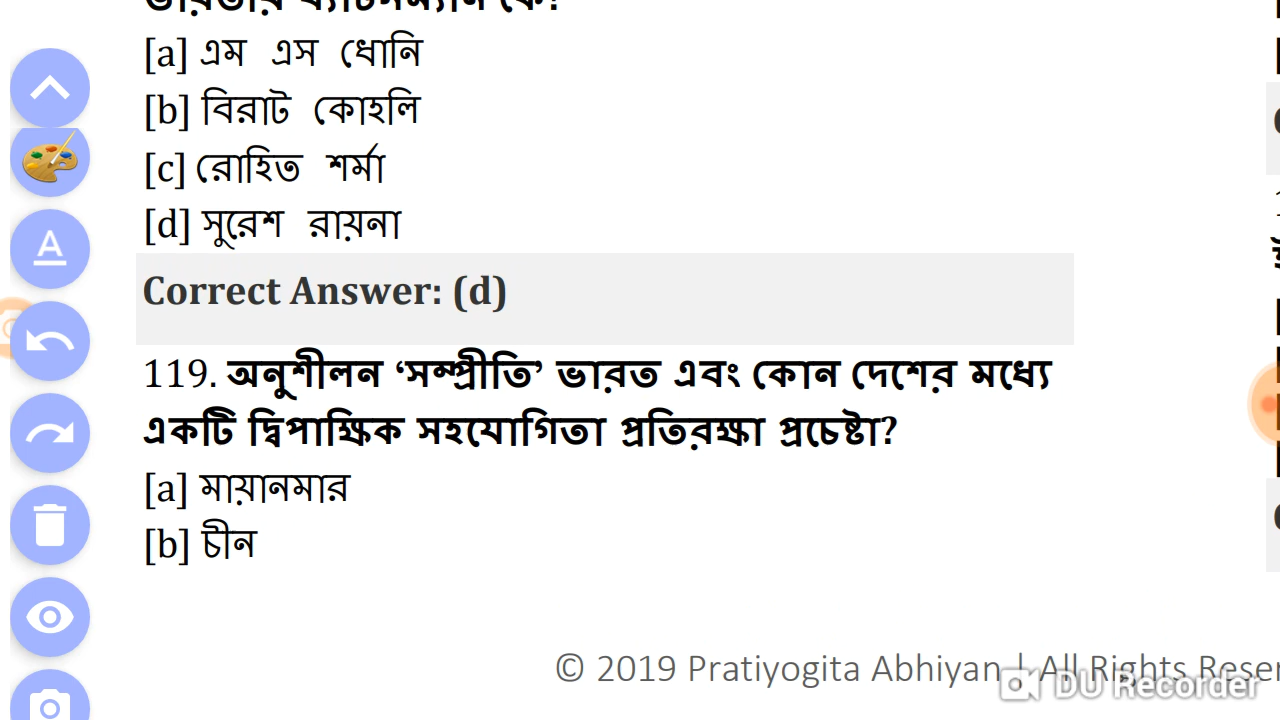 [a] এম এস ধোনি
[b] বিরাট কোহলি
[c] রোহিত শর্মা
[d] সুরেশ রায়না
Correct Answer: (d)
119. অনুশীলন ‘সম্প্রীতি’ ভারত এবং কোন দেশের মধ্যে
একটি দ্বিপাক্ষিক সহযোগিতা প্রতিরক্ষা প্রচেষ্টা?
[a] মায়ানমার
[b] চীন
© 2019 Pratiyogita Abhiyan | All Rights Reser
DU Recorder